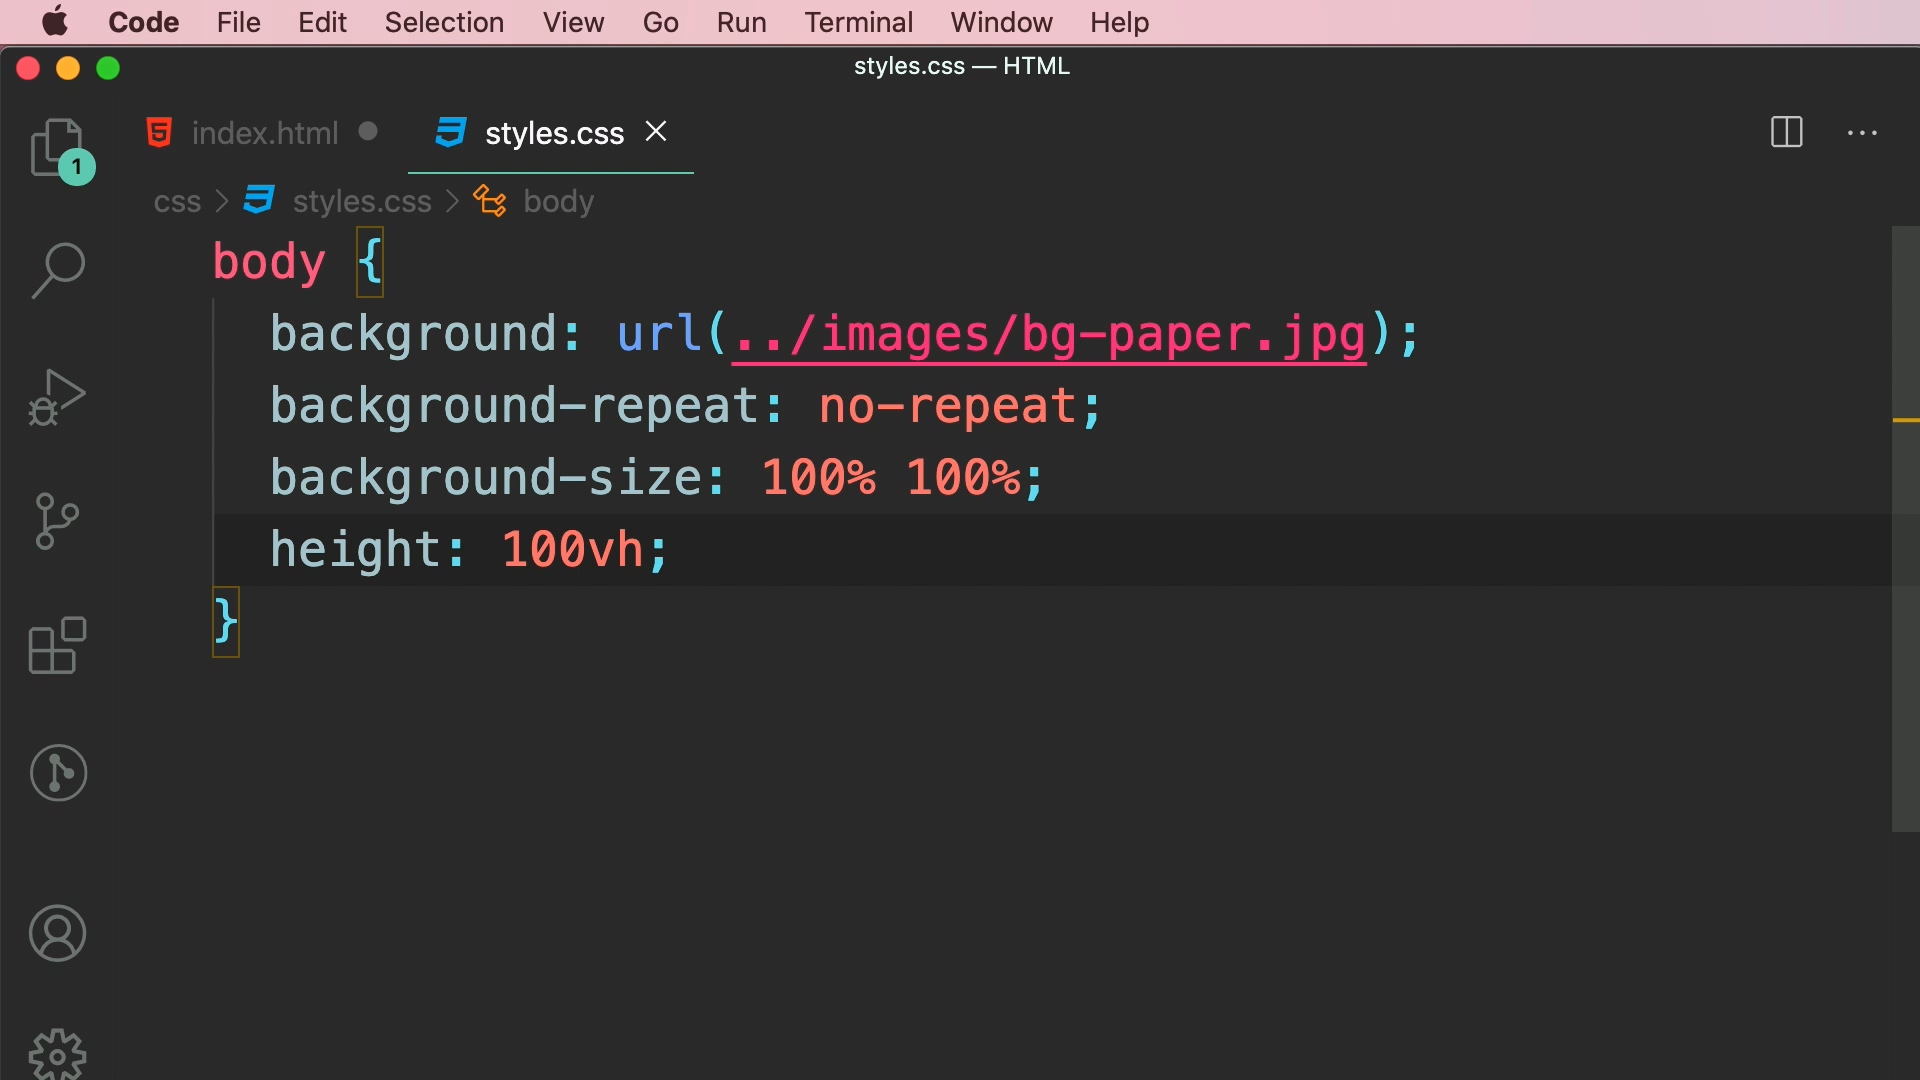 Code File Edit Selection View Go Run Terminal Window Help
styles.css — HTML
index.html styles.css
1
css > styles.css > body
body {
background: url(../images/bg-paper.jpg);
background-repeat: no-repeat;
background-size: 100% 100%;
height: 100vh;
}